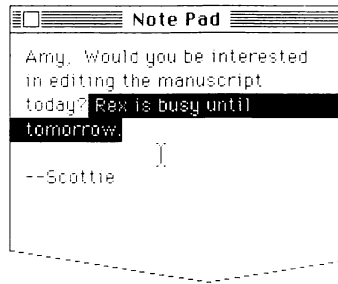 Note Pad
Amy, Would you be interested
in editing the manuscript
today? Rex is busy until
tomorrow.
--Scottie